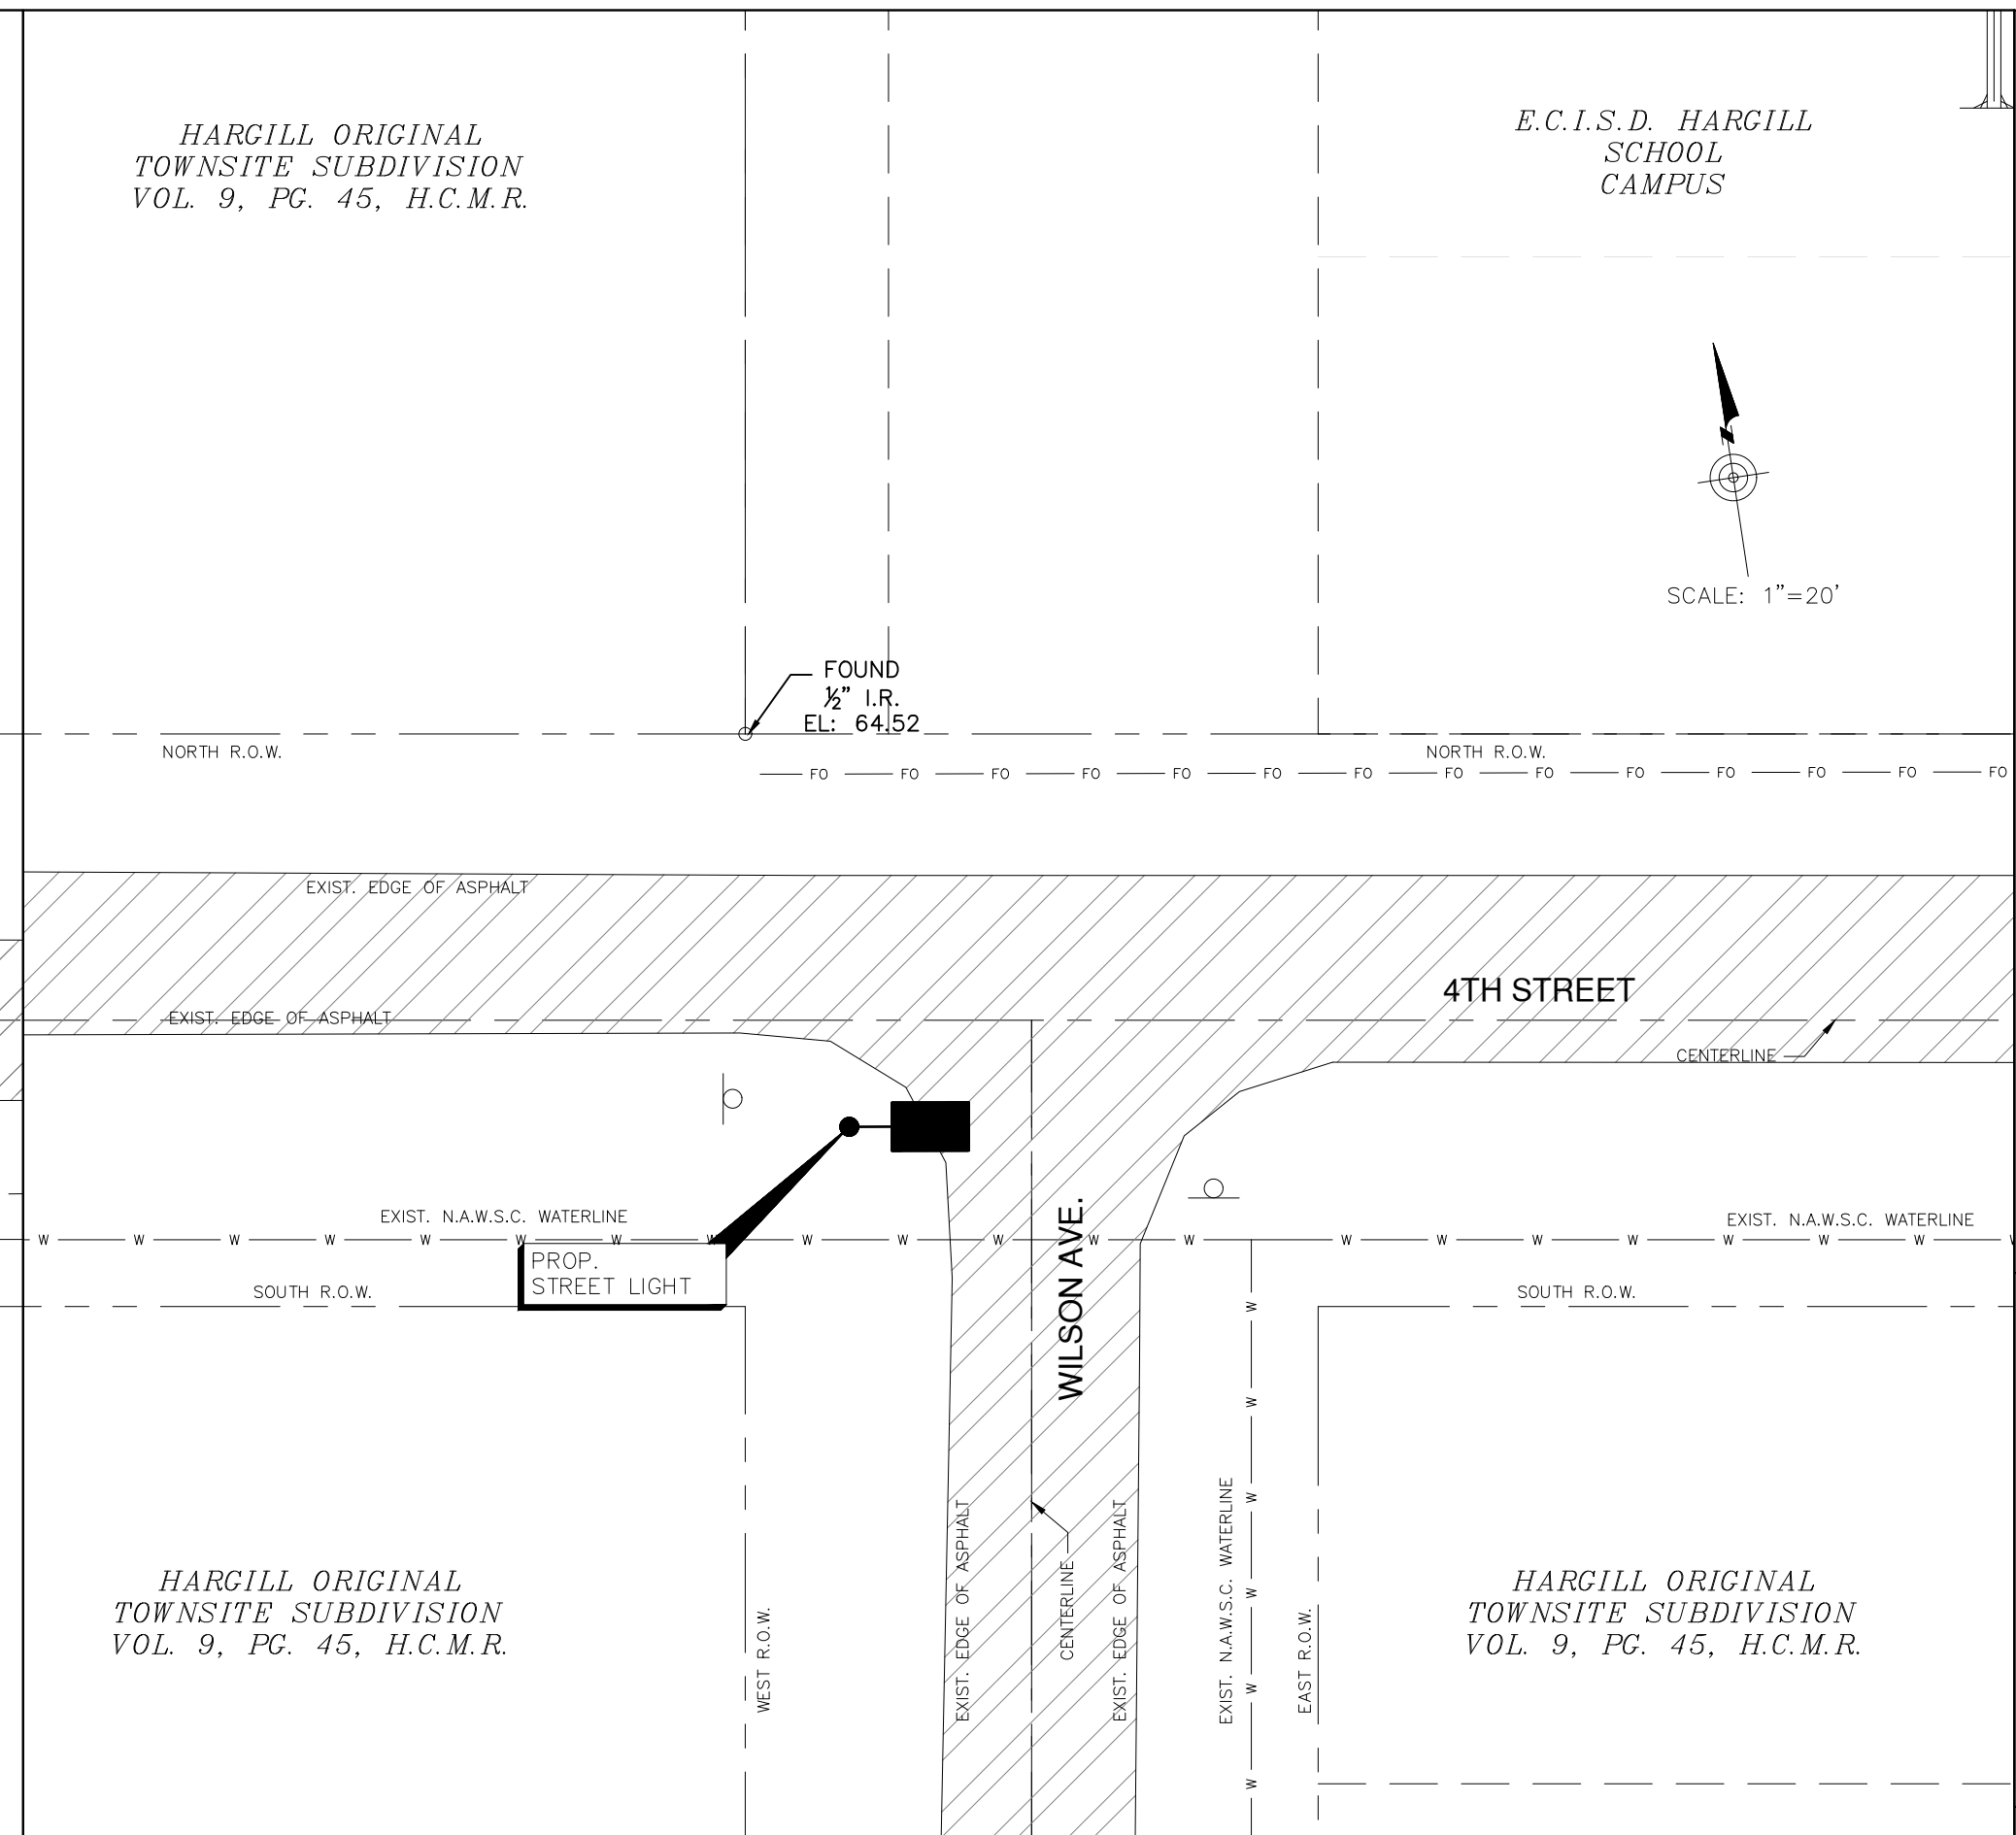 HARGILL ORIGINAL
TOWNSITE SUBDIVISION
VOL. 9, PG. 45, H.C.M.R.
E.C.I.S.D. HARGILL
SCHOOL
CAMPUS
SCALE: 1"=20'
FOUND
½" I.R.
EL: 64.52
NORTH R.O.W.
NORTH R.O.W.
FO FO FO FO FO FO FO FO FO FO FO FO FO FO
EXIST. EDGE OF ASPHALT
4TH STREET
EXIST. EDGE OF ASPHALT
CENTERLINE
EXIST. N.A.W.S.C. WATERLINE
EXIST. N.A.W.S.C. WATERLINE
W W W W W W W W W W W W W W W W W W W W W
PROP.
STREET LIGHT
SOUTH R.O.W.
SOUTH R.O.W.
WILSON AVE.
W
W
W
W
W
W
HARGILL ORIGINAL
TOWNSITE SUBDIVISION
VOL. 9, PG. 45, H.C.M.R.
WEST R.O.W.
EXIST. EDGE OF ASPHALT
CENTERLINE
EXIST. EDGE OF ASPHALT
EXIST. N.A.W.S.C. WATERLINE
EAST R.O.W.
HARGILL ORIGINAL
TOWNSITE SUBDIVISION
VOL. 9, PG. 45, H.C.M.R.